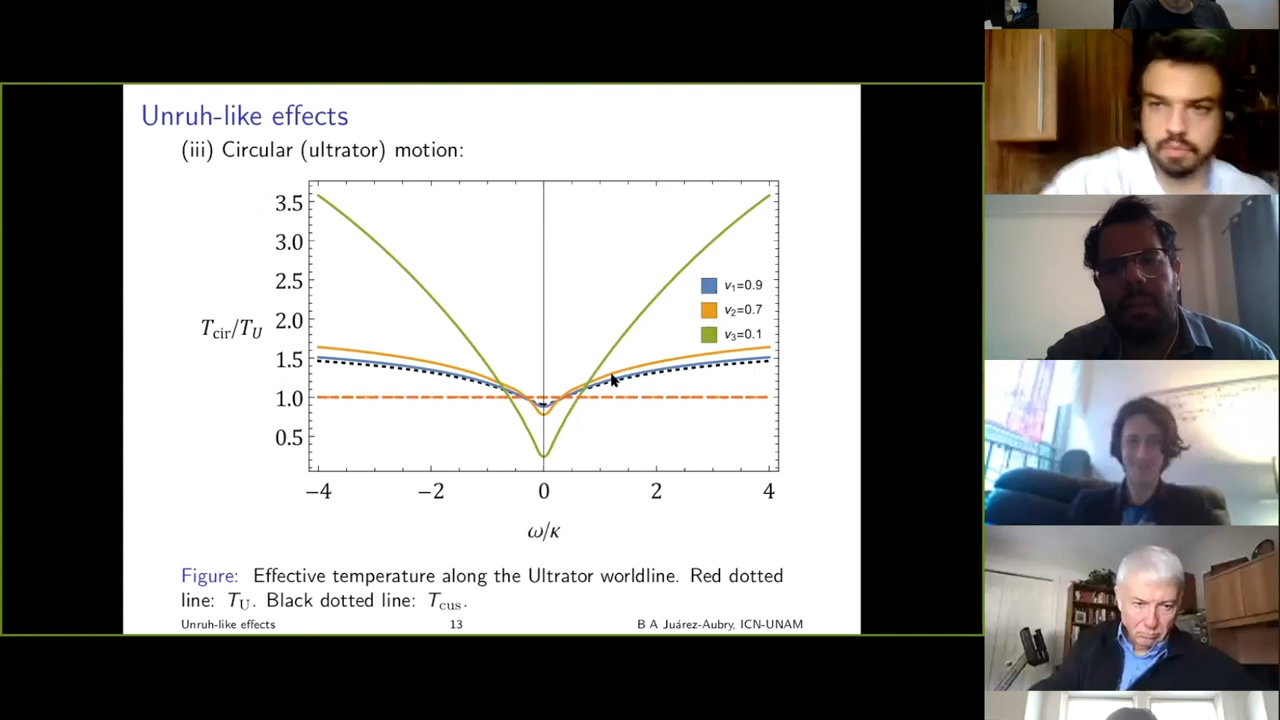 Unruh-like effects
(iii) Circular (ultrator) motion:
3.5
3.0
2.5
2.0
1.5
1.0
0.5
T_cir/T_U
v₁=0.9
v₂=0.7
v₃=0.1
−4 −2 0 2 4
ω/κ
Figure: Effective temperature along the Ultrator worldline. Red dotted
line: T_U. Black dotted line: T_cus.
Unruh-like effects 13 B A Juárez-Aubry, ICN-UNAM